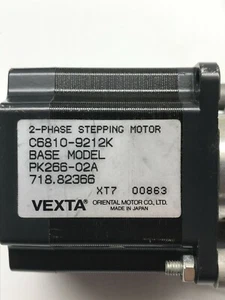 2-PHASE STEPPING MOTOR
C6810-9212K
BASE MODEL
PK266-02A
718.82366
XT7 00863
VEXTA® ORIENTAL MOTOR CO., LTD.
MADE IN JAPAN